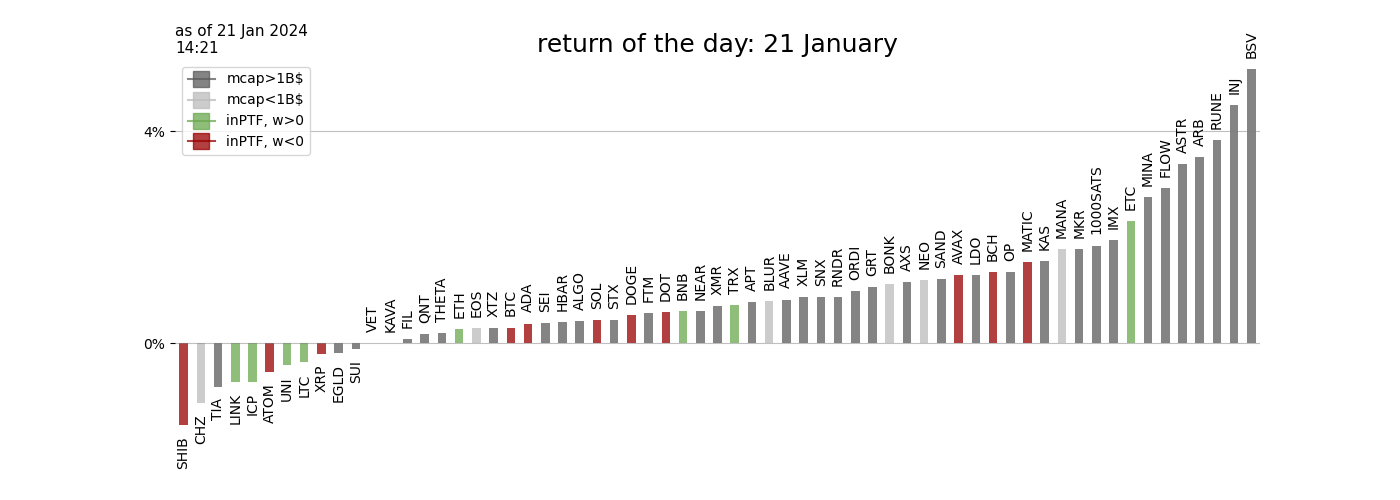 as of 21 Jan 2024
14:21
return of the day: 21 January
mcap>1B$
mcap<1B$
inPTF, w>0
inPTF, w<0
4%
0%
SHIB
CHZ
TIA
LINK
ICP
ATOM
UNI
LTC
XRP
EGLD
SUI
VET
KAVA
FIL
QNT
THETA
ETH
EOS
XTZ
BTC
ADA
SEI
HBAR
ALGO
SOL
STX
DOGE
FTM
DOT
BNB
NEAR
XMR
TRX
APT
BLUR
AAVE
XLM
SNX
RNDR
ORDI
GRT
BONK
AXS
NEO
SAND
AVAX
LDO
BCH
OP
MATIC
KAS
MANA
MKR
1000SATS
IMX
ETC
MINA
FLOW
ASTR
ARB
RUNE
INJ
BSV